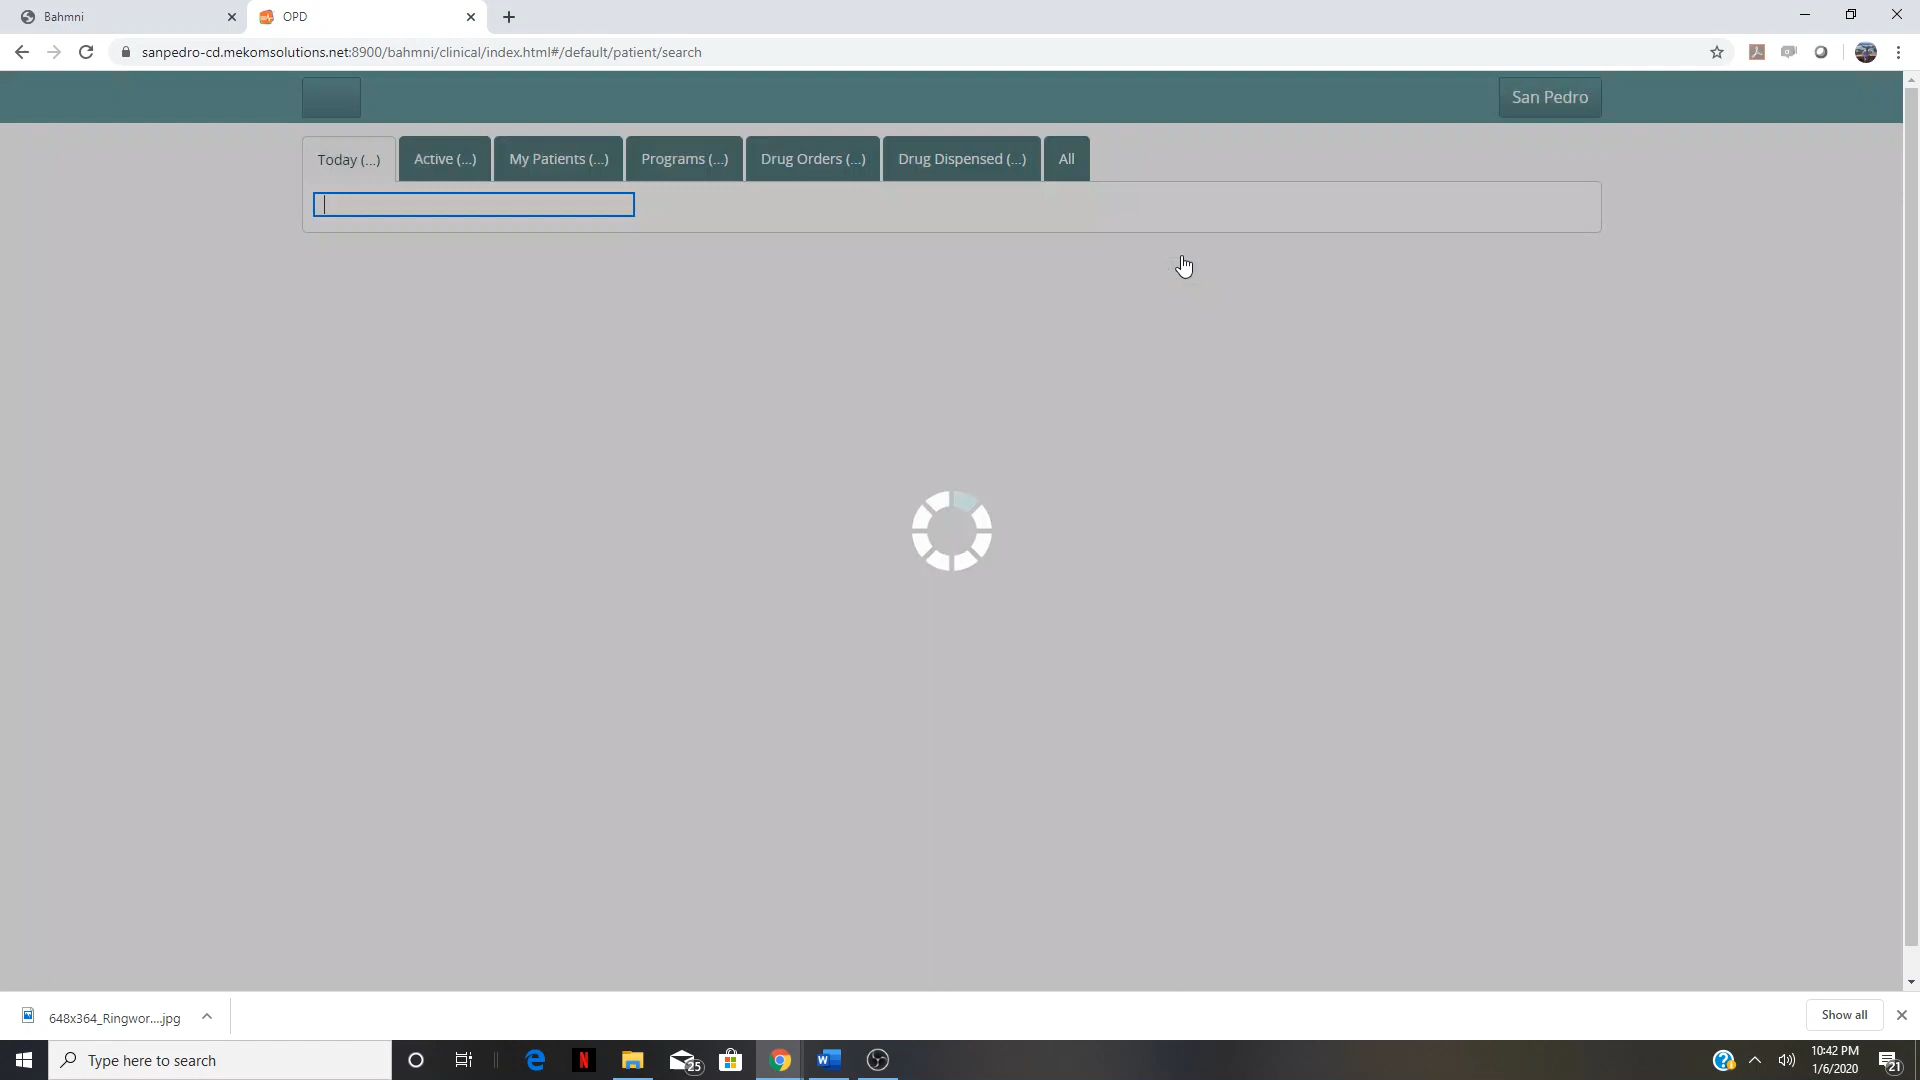 Bahmni
OPD
sanpedro-cd.mekomsolutions.net:8900/bahmni/clinical/index.html#/default/patient/search
San Pedro
Today (...) Active (...) My Patients (...) Programs (...) Drug Orders (...) Drug Dispensed (...) All
648x364_Ringwor....jpg
Show all
Type here to search
25
10:42 PM
1/6/2020
21